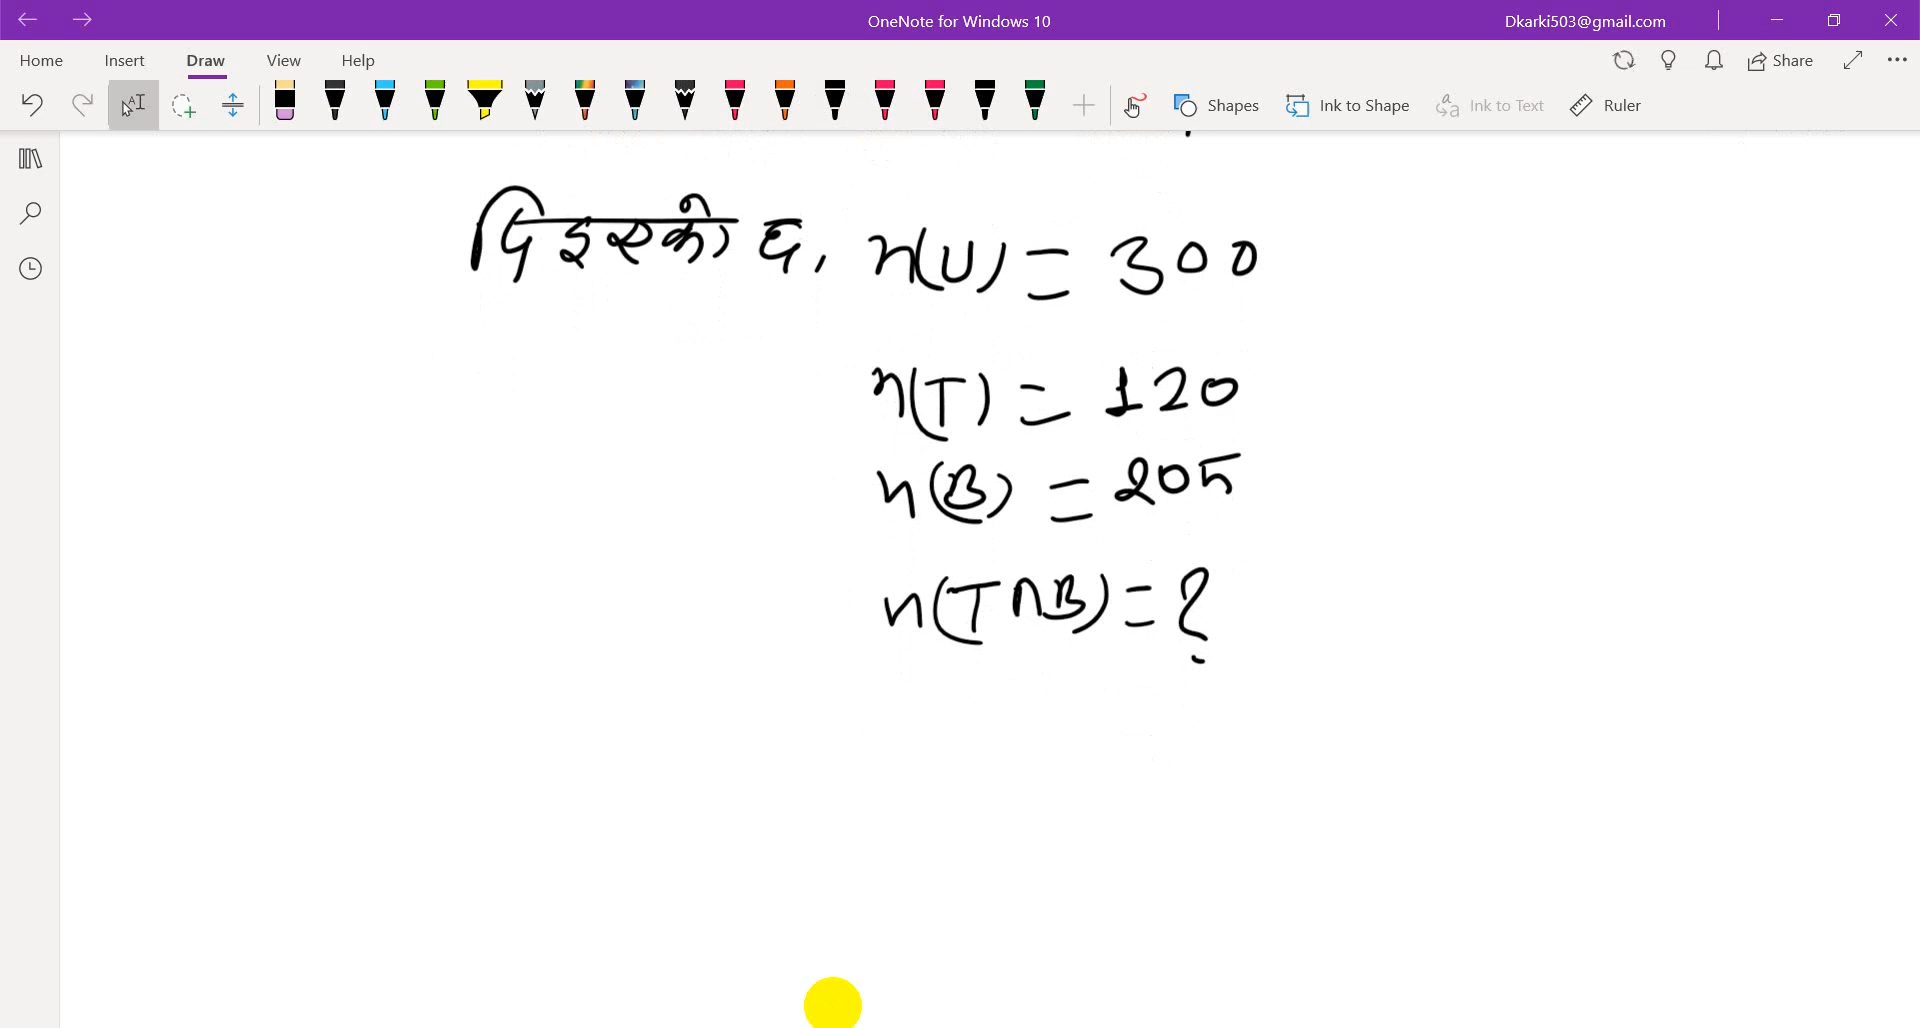 OneNote for Windows 10
Dkarki503@gmail.com
Home Insert Draw View Help
Share
Shapes Ink to Shape Ink to Text Ruler
दिइएको छ, n(U) = 300
n(T) = 120
n(B) = 205
n(T∩B) = ?